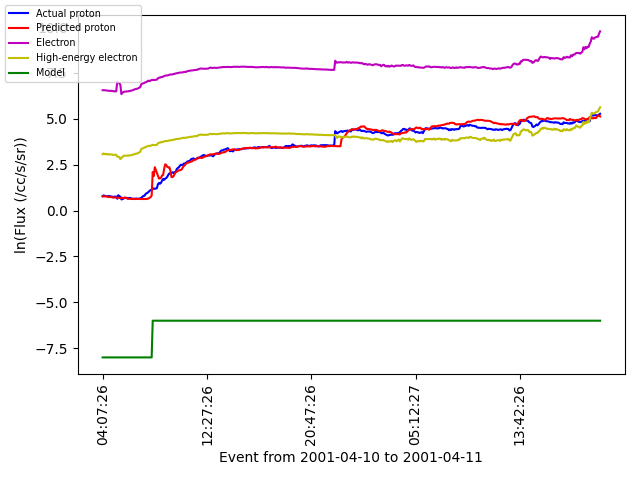 Actual proton
Predicted proton
Electron
High-energy electron
Model
5.0
2.5
0.0
−2.5
−5.0
−7.5
ln(Flux (/cc/s/sr))
04:07:26
12:27:26
20:47:26
05:12:27
13:42:26
Event from 2001-04-10 to 2001-04-11